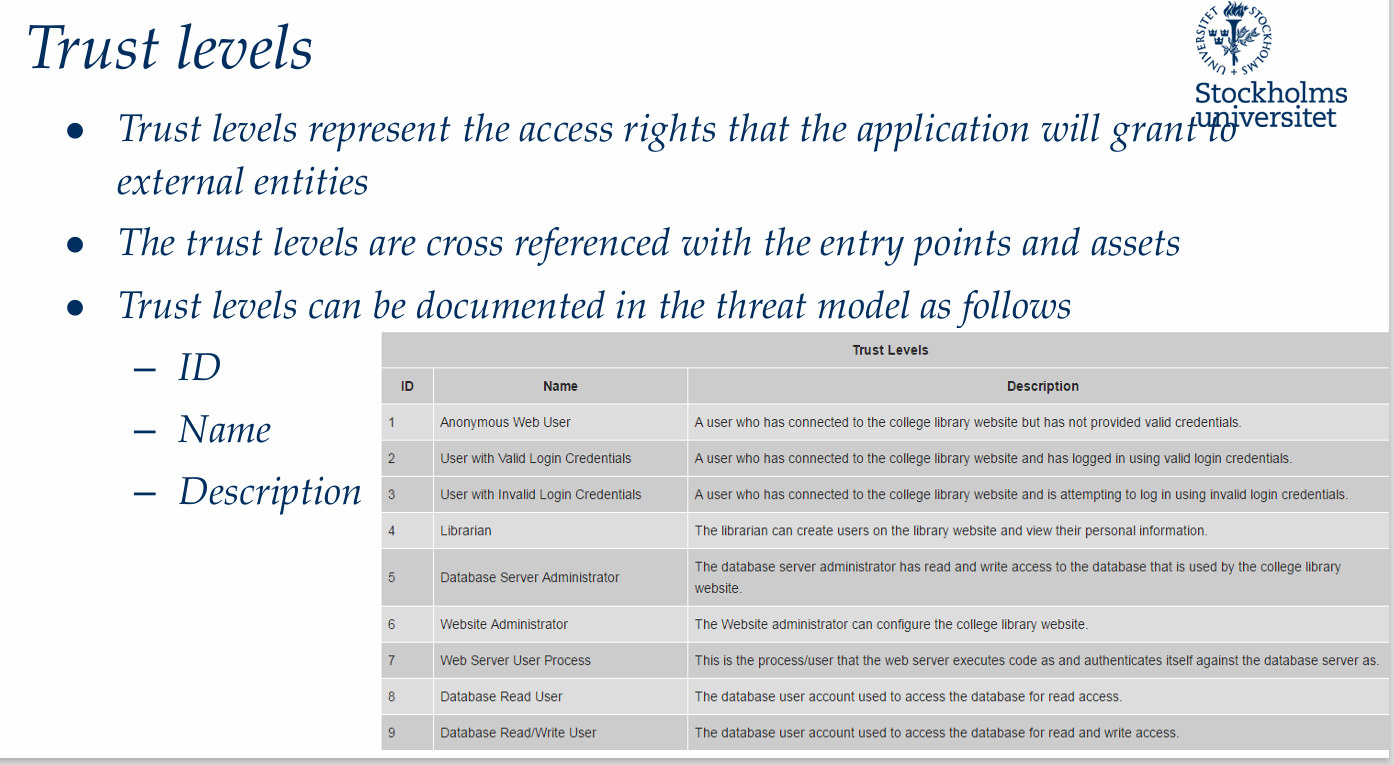 Trust levels
UNIVERSITET STOCKHOLMS
Stockholms
universitet
● Trust levels represent the access rights that the application will grant to
external entities
● The trust levels are cross referenced with the entry points and assets
● Trust levels can be documented in the threat model as follows
– ID
– Name
– Description
Trust Levels
ID Name Description
1 Anonymous Web User A user who has connected to the college library website but has not provided valid credentials.
2 User with Valid Login Credentials A user who has connected to the college library website and has logged in using valid login credentials.
3 User with Invalid Login Credentials A user who has connected to the college library website and is attempting to log in using invalid login credentials.
4 Librarian The librarian can create users on the library website and view their personal information.
5 Database Server Administrator The database server administrator has read and write access to the database that is used by the college library
website.
6 Website Administrator The Website administrator can configure the college library website.
7 Web Server User Process This is the process/user that the web server executes code as and authenticates itself against the database server as.
8 Database Read User The database user account used to access the database for read access.
9 Database Read/Write User The database user account used to access the database for read and write access.